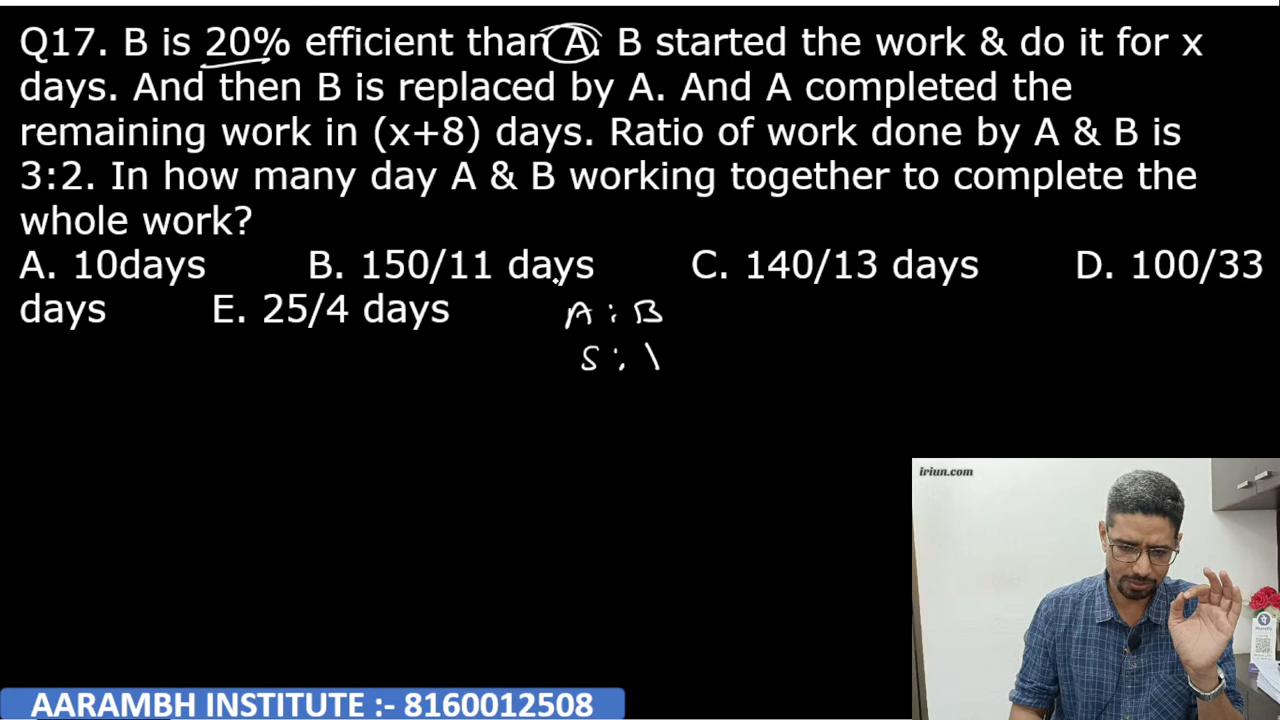 Q17. B is 20% efficient than A. B started the work & do it for x
days. And then B is replaced by A. And A completed the
remaining work in (x+8) days. Ratio of work done by A & B is
3:2. In how many day A & B working together to complete the
whole work?
A. 10days B. 150/11 days C. 140/13 days D. 100/33
days E. 25/4 days
A : B
5 : 1
iriun.com
AARAMBH INSTITUTE :- 8160012508